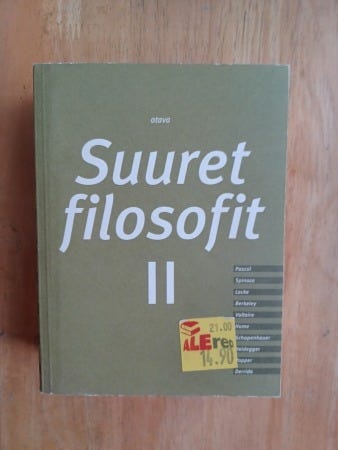 otava
Suuret
filosofit
II
Pascal
Spinoza
Locke
Berkeley
Voltaire
Hume
Schopenhauer
Heidegger
Popper
Derrida
21.00
ALE
14.90